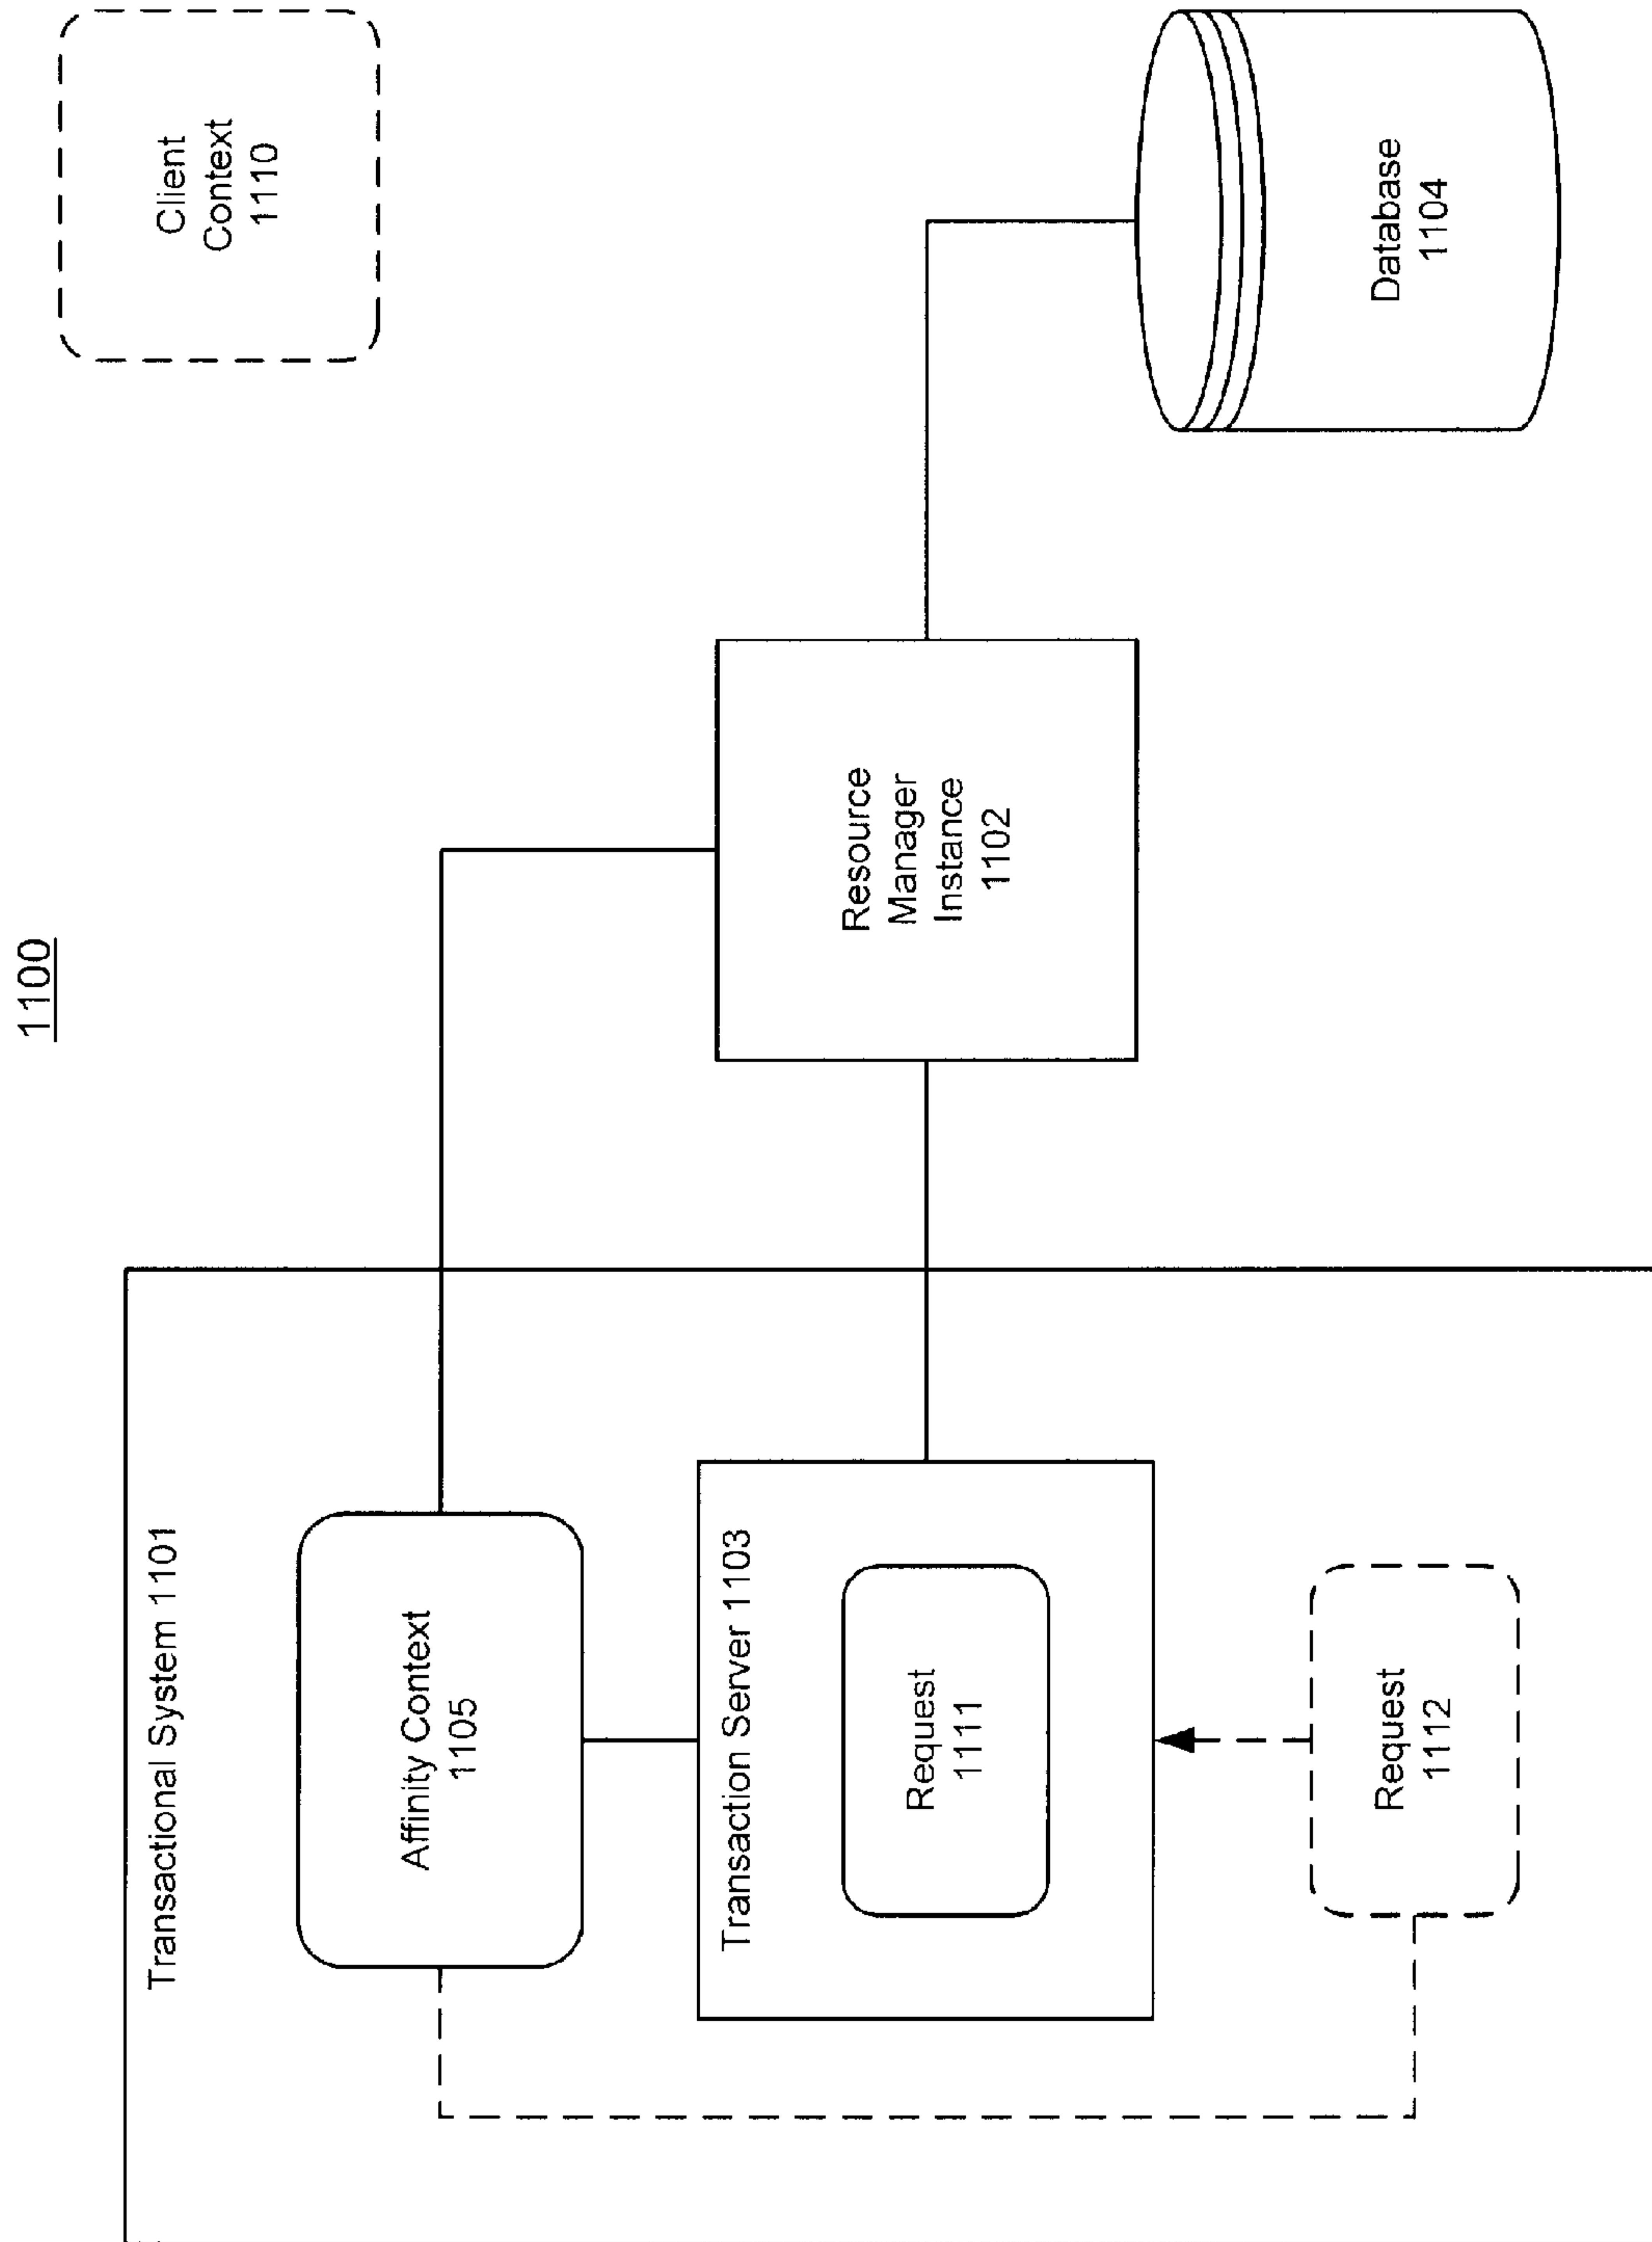 1100
Transactional System 1101
Affinity Context
1105
Transaction Server 1103
Request
1111
Request
1112
Resource
Manager
Instance
1102
Client
Context
1110
Database
1104